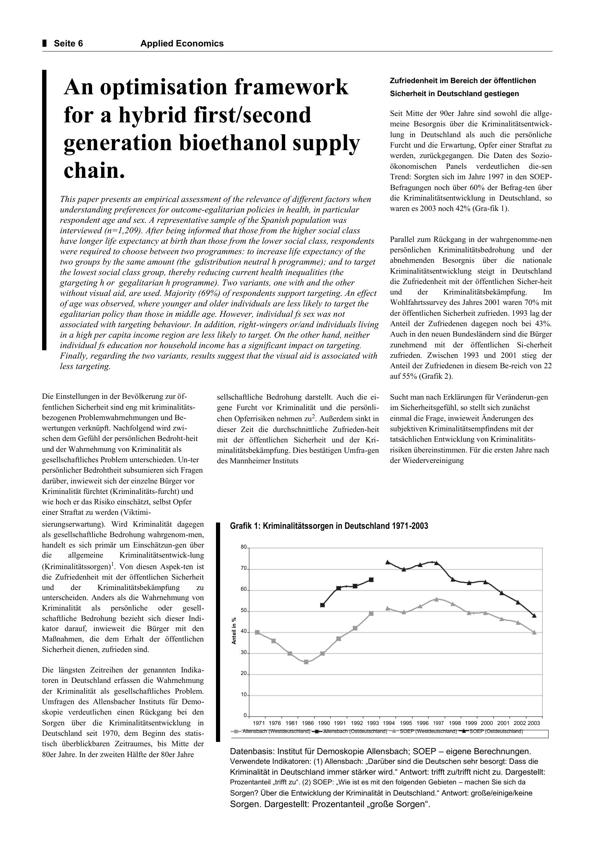 Seite 6 Applied Economics
An optimisation framework
for a hybrid first/second
generation bioethanol supply
chain.
This paper presents an empirical assessment of the relevance of different factors when
understanding preferences for outcome-egalitarian policies in health, in particular
respondent age and sex. A representative sample of the Spanish population was
interviewed (n=1,209). After being informed that those from the higher social class
have longer life expectancy at birth than those from the lower social class, respondents
were required to choose between two programmes: to increase life expectancy of the
two groups by the same amount (the gdistribution neutral h programme); and to target
the lowest social class group, thereby reducing current health inequalities (the
gtargeting h or gegalitarian h programme). Two variants, one with and the other
without visual aid, are used. Majority (69%) of respondents support targeting. An effect
of age was observed, where younger and older individuals are less likely to target the
egalitarian policy than those in middle age. However, individual fs sex was not
associated with targeting behaviour. In addition, right-wingers or/and individuals living
in a high per capita income region are less likely to target. On the other hand, neither
individual fs education nor household income has a significant impact on targeting.
Finally, regarding the two variants, results suggest that the visual aid is associated with
less targeting.
Die Einstellungen in der Bevölkerung zur öf-
fentlichen Sicherheit sind eng mit kriminalitäts-
bezogenen Problemwahrnehmungen und Be-
wertungen verknüpft. Nachfolgend wird zwi-
schen dem Gefühl der persönlichen Bedroht-heit
und der Wahrnehmung von Kriminalität als
gesellschaftliches Problem unterschieden. Un-ter
persönlicher Bedrohtheit subsumieren sich Fragen
darüber, inwieweit sich der einzelne Bürger vor
Kriminalität fürchtet (Kriminalitäts-furcht) und
wie hoch er das Risiko einschätzt, selbst Opfer
einer Straftat zu werden (Viktimi-
sierungserwartung). Wird Kriminalität dagegen
als gesellschaftliche Bedrohung wahrgenom-men,
handelt es sich primär um Einschätzun-gen über
die allgemeine Kriminalitätsentwick-lung
(Kriminalitätssorgen)1. Von diesen Aspek-ten ist
die Zufriedenheit mit der öffentlichen Sicherheit
und der Kriminalitätsbekämpfung zu
unterscheiden. Anders als die Wahrnehmung von
Kriminalität als persönliche oder gesell-
schaftliche Bedrohung bezieht sich dieser Indi-
kator darauf, inwieweit die Bürger mit den
Maßnahmen, die dem Erhalt der öffentlichen
Sicherheit dienen, zufrieden sind.
Die längsten Zeitreihen der genannten Indika-
toren in Deutschland erfassen die Wahrnehmung
der Kriminalität als gesellschaftliches Problem.
Umfragen des Allensbacher Instituts für Demo-
skopie verdeutlichen einen Rückgang bei den
Sorgen über die Kriminalitätsentwicklung in
Deutschland seit 1970, dem Beginn des statis-
tisch überblickbaren Zeitraumes, bis Mitte der
80er Jahre. In der zweiten Hälfte der 80er Jahre
sellschaftliche Bedrohung darstellt. Auch die ei-
gene Furcht vor Kriminalität und die persönli-
chen Opferrisiken nehmen zu2. Außerdem sinkt in
dieser Zeit die durchschnittliche Zufrieden-heit
mit der öffentlichen Sicherheit und der Kri-
minalitätsbekämpfung. Dies bestätigen Umfra-gen
des Mannheimer Instituts
Zufriedenheit im Bereich der öffentlichen
Sicherheit in Deutschland gestiegen
Seit Mitte der 90er Jahre sind sowohl die allge-
meine Besorgnis über die Kriminalitätsentwick-
lung in Deutschland als auch die persönliche
Furcht und die Erwartung, Opfer einer Straftat zu
werden, zurückgegangen. Die Daten des Sozio-
ökonomischen Panels verdeutlichen die-sen
Trend: Sorgten sich im Jahre 1997 in den SOEP-
Befragungen noch über 60% der Befrag-ten über
die Kriminalitätsentwicklung in Deutschland, so
waren es 2003 noch 42% (Gra-fik 1).
Parallel zum Rückgang in der wahrgenomme-nen
persönlichen Kriminalitätsbedrohung und der
abnehmenden Besorgnis über die nationale
Kriminalitätsentwicklung steigt in Deutschland
die Zufriedenheit mit der öffentlichen Sicher-heit
und der Kriminalitätsbekämpfung. Im
Wohlfahrtssurvey des Jahres 2001 waren 70% mit
der öffentlichen Sicherheit zufrieden. 1993 lag der
Anteil der Zufriedenen dagegen noch bei 43%.
Auch in den neuen Bundesländern sind die Bürger
zunehmend mit der öffentlichen Si-cherheit
zufrieden. Zwischen 1993 und 2001 stieg der
Anteil der Zufriedenen in diesem Be-reich von 22
auf 55% (Grafik 2).
Sucht man nach Erklärungen für Veränderun-gen
im Sicherheitsgefühl, so stellt sich zunächst
einmal die Frage, inwieweit Änderungen des
subjektiven Kriminalitätsempfindens mit der
tatsächlichen Entwicklung von Kriminalitäts-
risiken übereinstimmen. Für die ersten Jahre nach
der Wiedervereinigung
Grafik 1: Kriminalitätssorgen in Deutschland 1971-2003
80
70
60
50
40
30
20
10
0
Anteil in %
1971 1976 1981 1986 1990 1991 1992 1993 1994 1995 1996 1997 1998 1999 2000 2001 2002 2003
Allensbach (Westdeutschland) Allensbach (Ostdeutschland) SOEP (Westdeutschland) SOEP (Ostdeutschland)
Datenbasis: Institut für Demoskopie Allensbach; SOEP – eigene Berechnungen.
Verwendete Indikatoren: (1) Allensbach: „Darüber sind die Deutschen sehr besorgt: Dass die
Kriminalität in Deutschland immer stärker wird.“ Antwort: trifft zu/trifft nicht zu. Dargestellt:
Prozentanteil „trifft zu“. (2) SOEP: „Wie ist es mit den folgenden Gebieten – machen Sie sich da
Sorgen? Über die Entwicklung der Kriminalität in Deutschland.“ Antwort: große/einige/keine
Sorgen. Dargestellt: Prozentanteil „große Sorgen“.